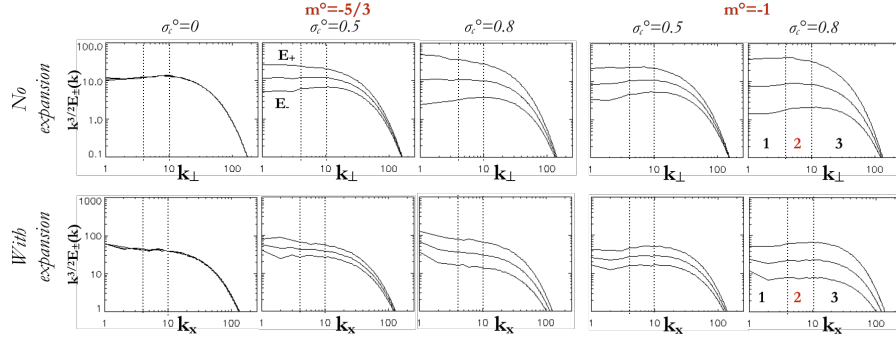 m°=-5/3 m°=-1
σc°=0 σc°=0.5 σc°=0.8 σc°=0.5 σc°=0.8
No expansion
k^3/2E±(k)
100.0
10.0
1.0
0.1
E+
E-
1 2 3
1 10 100 1 10 100 1 10 100 1 10 100 1 10 100
k⊥ k⊥ k⊥ k⊥ k⊥
With expansion
k^3/2E±(k)
1000
100
10
1
1 2 3
1 10 100 1 10 100 1 10 100 1 10 100 1 10 100
kx kx kx kx kx